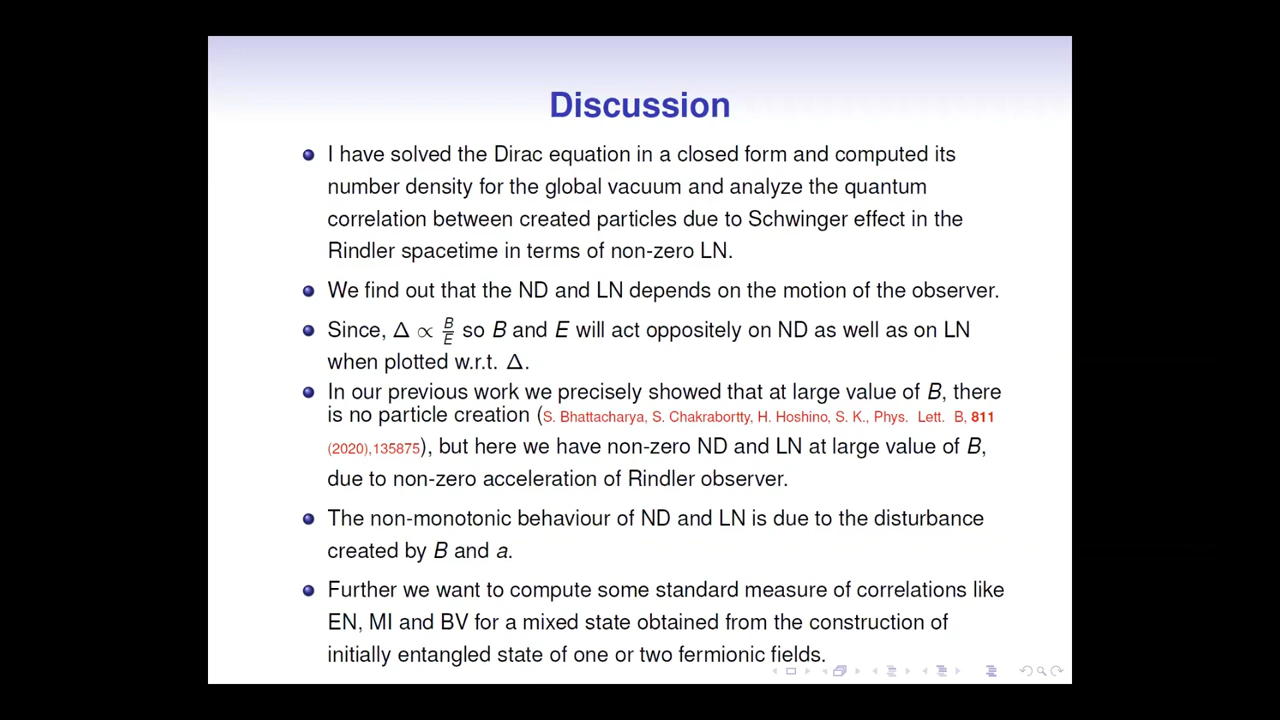 Discussion
I have solved the Dirac equation in a closed form and computed its
number density for the global vacuum and analyze the quantum
correlation between created particles due to Schwinger effect in the
Rindler spacetime in terms of non-zero LN.
We find out that the ND and LN depends on the motion of the observer.
Since, Δ ∝ B/E so B and E will act oppositely on ND as well as on LN
when plotted w.r.t. Δ.
In our previous work we precisely showed that at large value of B, there
is no particle creation (S. Bhattacharya, S. Chakrabortty, H. Hoshino, S. K., Phys. Lett. B, 811
(2020),135875), but here we have non-zero ND and LN at large value of B,
due to non-zero acceleration of Rindler observer.
The non-monotonic behaviour of ND and LN is due to the disturbance
created by B and a.
Further we want to compute some standard measure of correlations like
EN, MI and BV for a mixed state obtained from the construction of
initially entangled state of one or two fermionic fields.